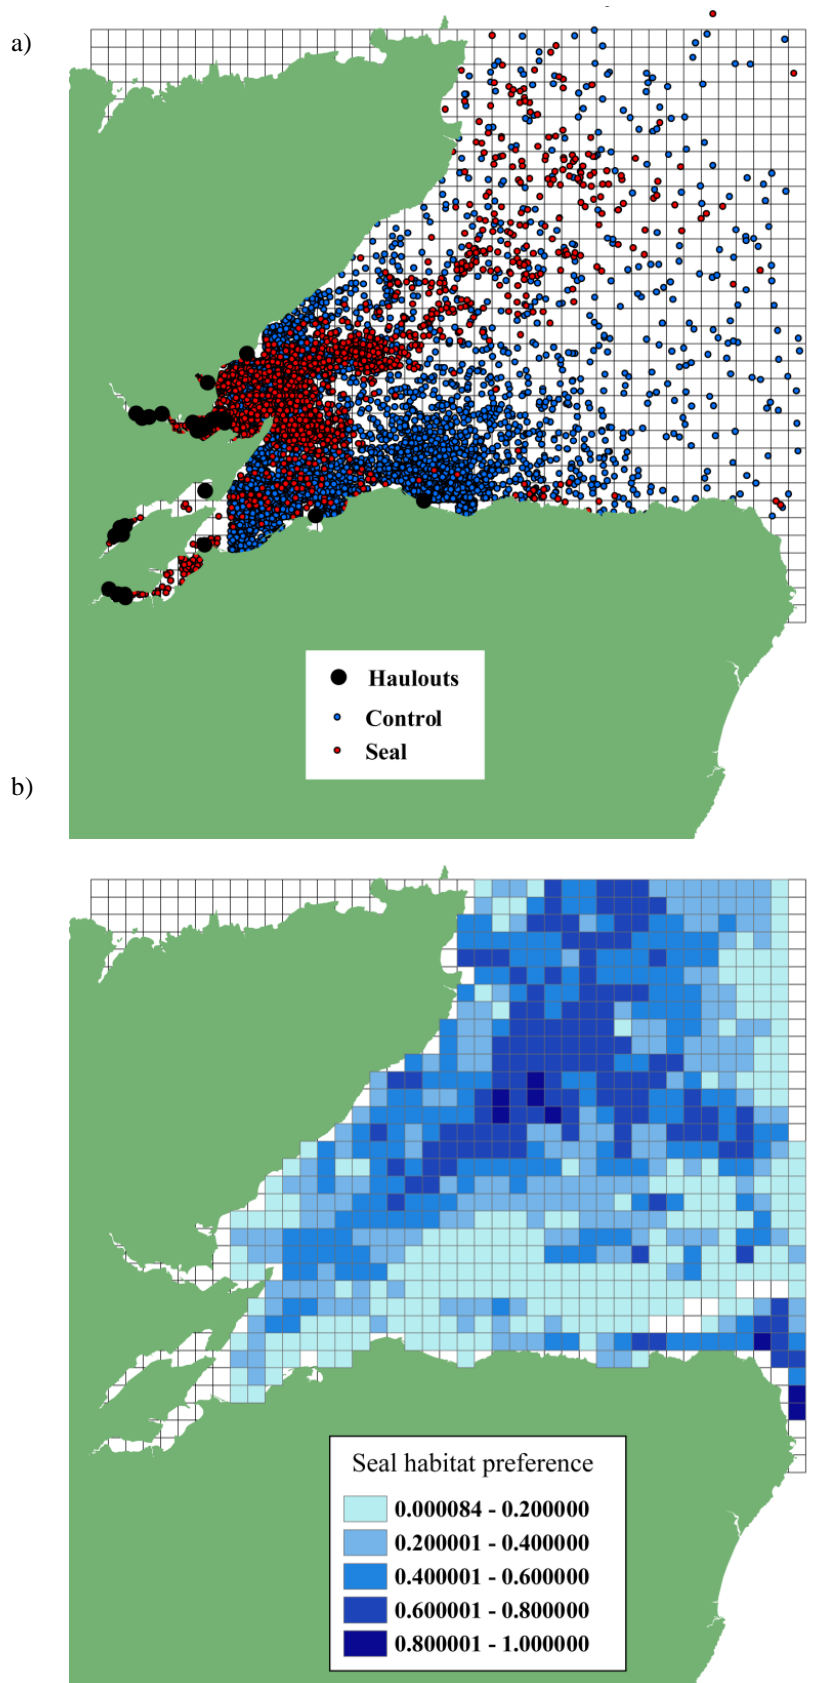 a)
Haulouts
Control
Seal
b)
Seal habitat preference
0.000084 - 0.200000
0.200001 - 0.400000
0.400001 - 0.600000
0.600001 - 0.800000
0.800001 - 1.000000